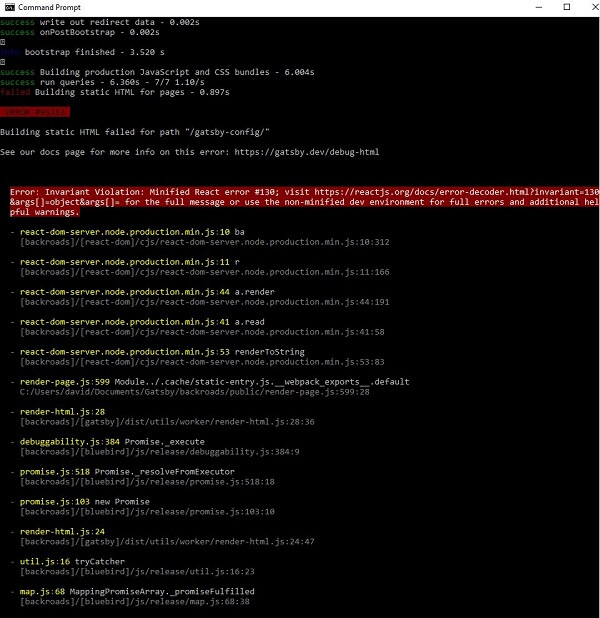 Command Prompt
success write out redirect data - 0.002s
success onPostBootstrap - 0.002s
info bootstrap finished - 3.520 s
success Building production JavaScript and CSS bundles - 6.004s
success run queries - 6.360s - 7/7 1.10/s
failed Building static HTML for pages - 0.897s
ERROR #95313
Building static HTML failed for path "/gatsby-config/"
See our docs page for more info on this error: https://gatsby.dev/debug-html
Error: Invariant Violation: Minified React error #130; visit https://reactjs.org/docs/error-decoder.html?invariant=130
&args[]=object&args[]= for the full message or use the non-minified dev environment for full errors and additional hel
pful warnings.
- react-dom-server.node.production.min.js:10 ba
[backroads]/[react-dom]/cjs/react-dom-server.node.production.min.js:10:312
- react-dom-server.node.production.min.js:11 r
[backroads]/[react-dom]/cjs/react-dom-server.node.production.min.js:11:166
- react-dom-server.node.production.min.js:44 a.render
[backroads]/[react-dom]/cjs/react-dom-server.node.production.min.js:44:191
- react-dom-server.node.production.min.js:41 a.read
[backroads]/[react-dom]/cjs/react-dom-server.node.production.min.js:41:58
- react-dom-server.node.production.min.js:53 renderToString
[backroads]/[react-dom]/cjs/react-dom-server.node.production.min.js:53:83
- render-page.js:599 Module../.cache/static-entry.js.__webpack_exports__.default
C:/Users/david/Documents/Gatsby/backroads/public/render-page.js:599:28
- render-html.js:28
[backroads]/[gatsby]/dist/utils/worker/render-html.js:28:36
- debuggability.js:384 Promise._execute
[backroads]/[bluebird]/js/release/debuggability.js:384:9
- promise.js:518 Promise._resolveFromExecutor
[backroads]/[bluebird]/js/release/promise.js:518:18
- promise.js:103 new Promise
[backroads]/[bluebird]/js/release/promise.js:103:10
- render-html.js:24
[backroads]/[gatsby]/dist/utils/worker/render-html.js:24:47
- util.js:16 tryCatcher
[backroads]/[bluebird]/js/release/util.js:16:23
- map.js:68 MappingPromiseArray._promiseFulfilled
[backroads]/[bluebird]/js/release/map.js:68:38